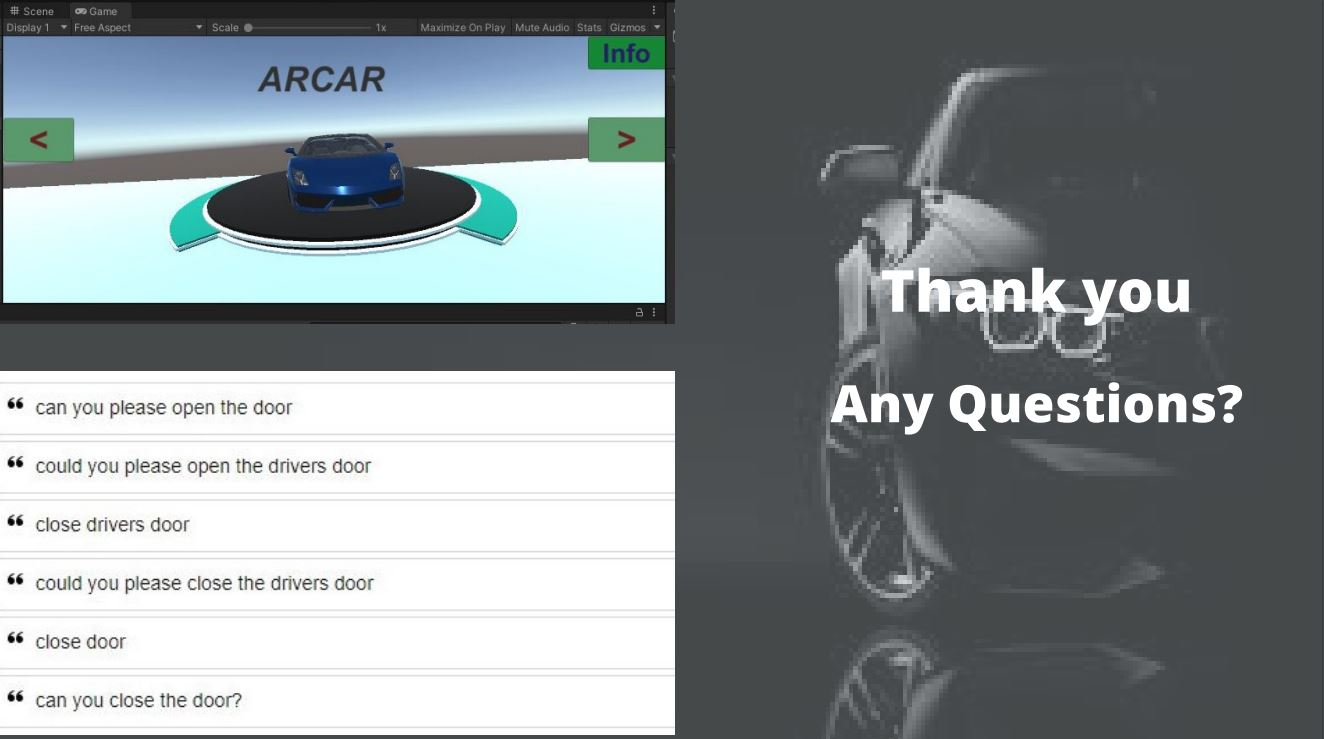 Scene Game
Display 1 Free Aspect Scale 1x Maximize On Play Mute Audio Stats Gizmos
Info
ARCAR
< >
❝ can you please open the door
❝ could you please open the drivers door
❝ close drivers door
❝ could you please close the drivers door
❝ close door
❝ can you close the door?
Thank you
Any Questions?